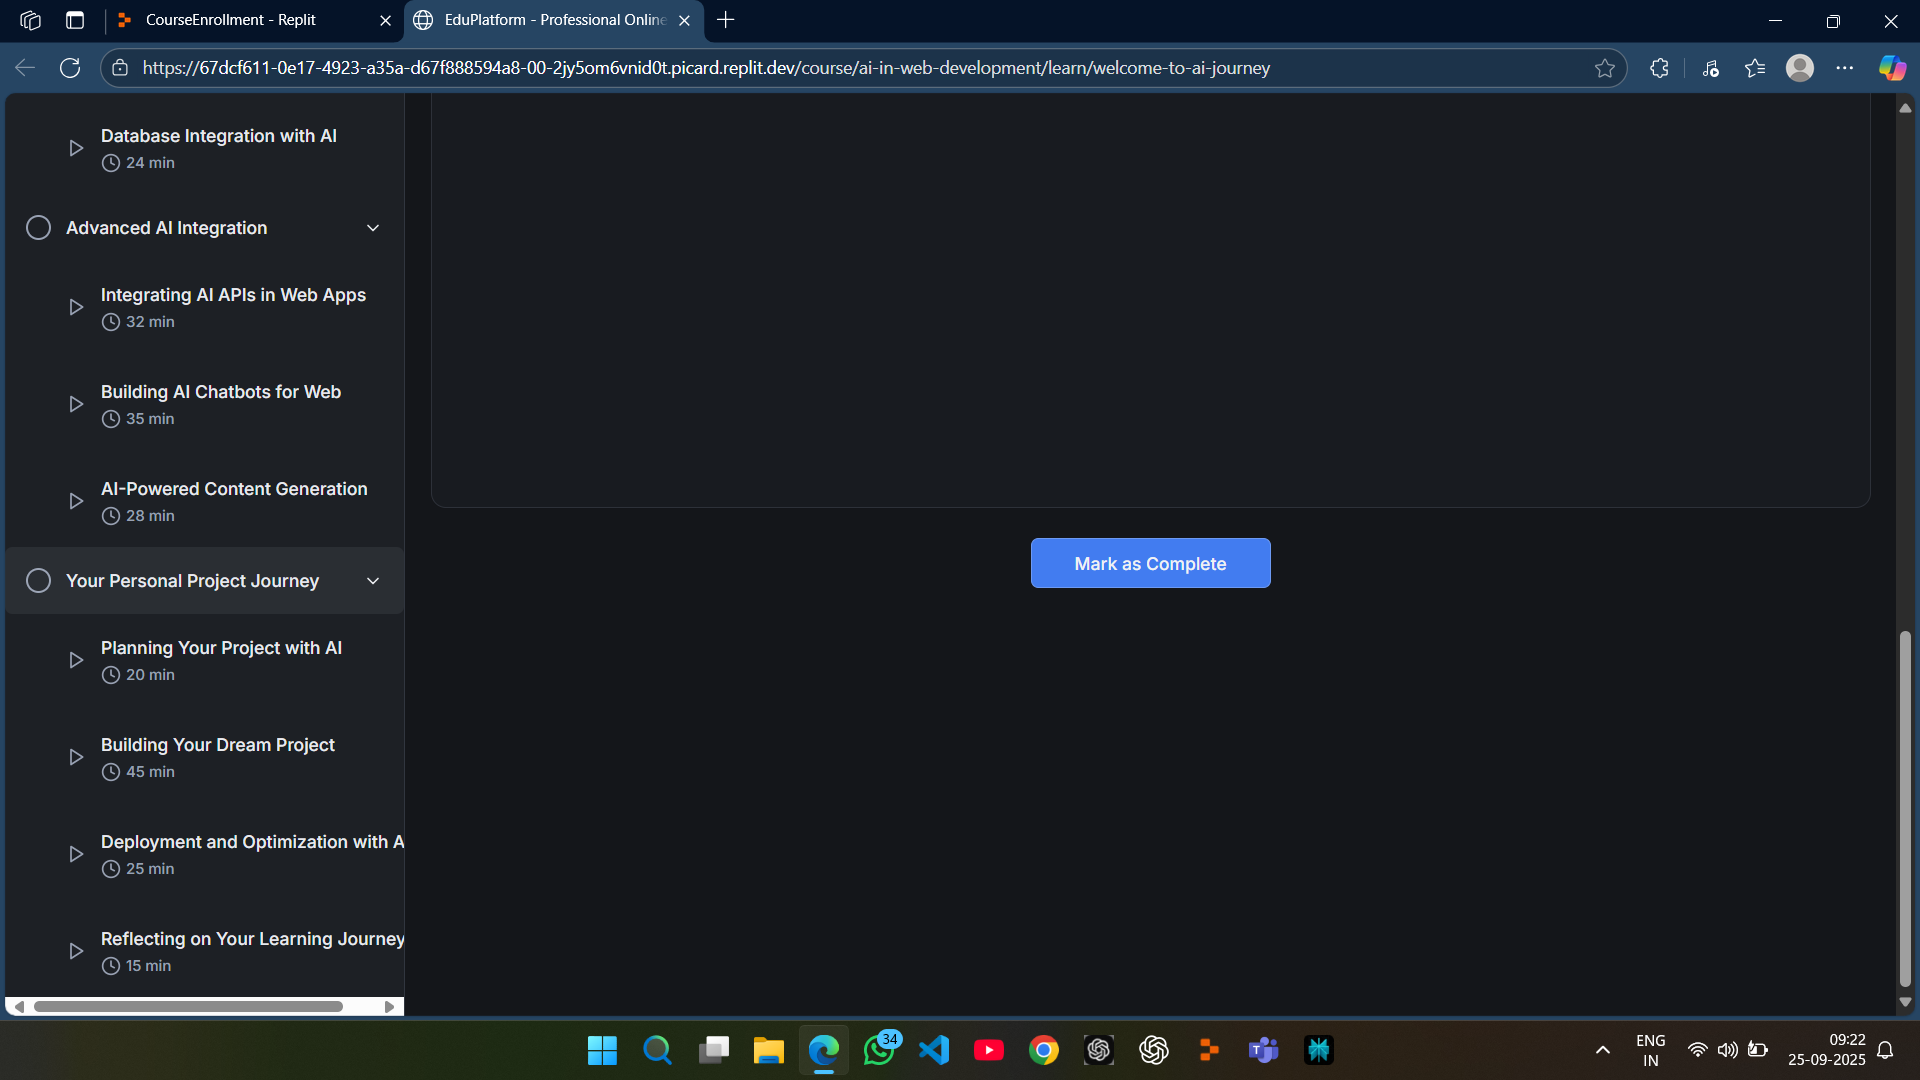 CourseEnrollment - Replit
EduPlatform - Professional Online
https://67dcf611-0e17-4923-a35a-d67f888594a8-00-2jy5om6vnid0t.picard.replit.dev/course/ai-in-web-development/learn/welcome-to-ai-journey
Database Integration with AI
24 min
Advanced AI Integration
Integrating AI APIs in Web Apps
32 min
Building AI Chatbots for Web
35 min
AI-Powered Content Generation
28 min
Your Personal Project Journey
Planning Your Project with AI
20 min
Building Your Dream Project
45 min
Deployment and Optimization with A
25 min
Reflecting on Your Learning Journey
15 min
Mark as Complete
34
T
ENG
IN
09:22
25-09-2025